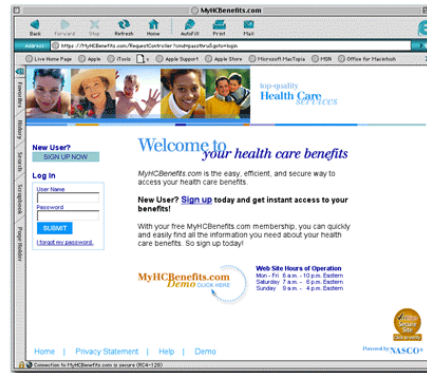 MyHCBenefits.com
Back Forward Stop Refresh Home AutoFill Print Mail
Address https://MyHCBenefits.com/RequestController?cmd=passthru&goto=login
Live Home Page Apple iTools Apple Support Apple Store Microsoft MacTopia MSN Office for Macintosh
Favorites
History
Search
Scrapbook
Page Holder
top-quality
Health Care
services
New User?
SIGN UP NOW
Log In
User Name
Password
SUBMIT
I forgot my password.
Welcome to
your health care benefits
MyHCBenefits.com is the easy, efficient, and secure way to
access your health care benefits.
New User? Sign up today and get instant access to your
benefits!
With your free MyHCBenefits.com membership, you can quickly
and easily find all the information you need about your health
care benefits. So sign up today!
MyHCBenefits.com
Demo CLICK HERE
Web Site Hours of Operation
Mon - Fri 6 a.m. - 10 p.m. Eastern
Saturday 7 a.m. - 6 p.m. Eastern
Sunday 9 a.m. - 4 p.m. Eastern
Secure
Site
Home | Privacy Statement | Help | Demo
Powered by NASCO
Connection to MyHCBenefits.com is secure (RC4-128)